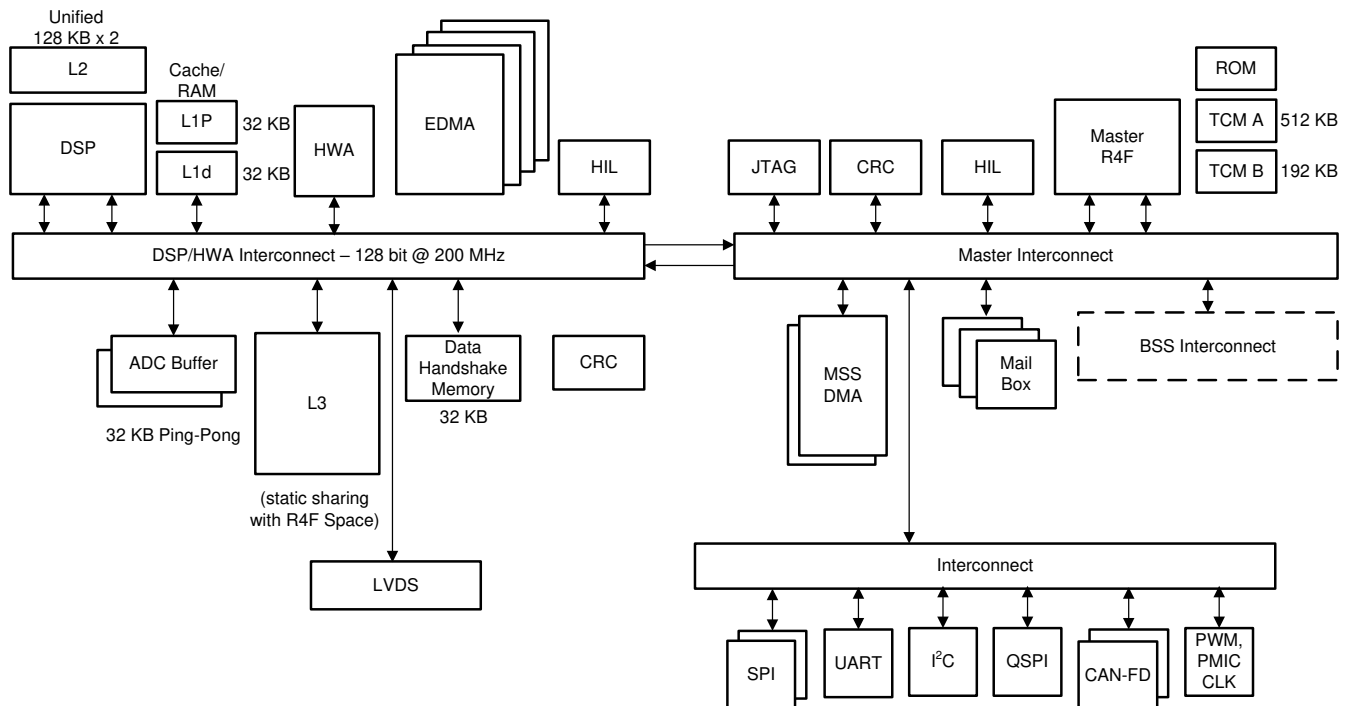 Unified
128 KB x 2
L2
Cache/
RAM
L1P
32 KB
DSP
L1d
32 KB
HWA
EDMA
HIL
JTAG
CRC
HIL
Master
R4F
ROM
TCM A
512 KB
TCM B
192 KB
DSP/HWA Interconnect – 128 bit @ 200 MHz
Master Interconnect
ADC Buffer
32 KB Ping-Pong
L3
(static sharing
with R4F Space)
Data
Handshake
Memory
32 KB
CRC
LVDS
MSS
DMA
Mail
Box
BSS Interconnect
Interconnect
SPI
UART
I²C
QSPI
CAN-FD
PWM,
PMIC
CLK